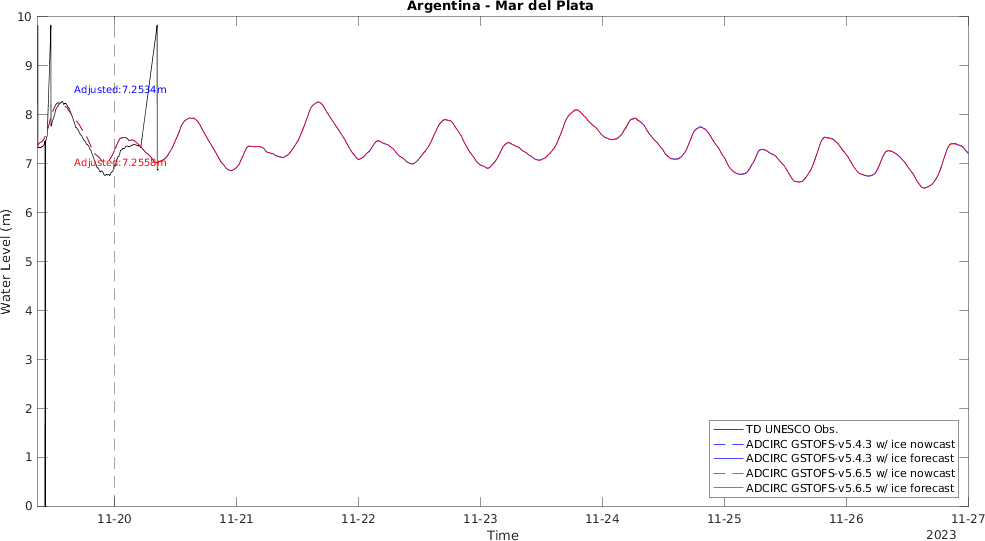 Argentina - Mar del Plata
10
9
8
7
6
5
4
3
2
1
0
Water Level (m)
Adjusted:7.2534m
Adjusted:7.2558m
TD UNESCO Obs.
ADCIRC GSTOFS-v5.4.3 w/ ice nowcast
ADCIRC GSTOFS-v5.4.3 w/ ice forecast
ADCIRC GSTOFS-v5.6.5 w/ ice nowcast
ADCIRC GSTOFS-v5.6.5 w/ ice forecast
11-20 11-21 11-22 11-23 11-24 11-25 11-26 11-27
Time
2023